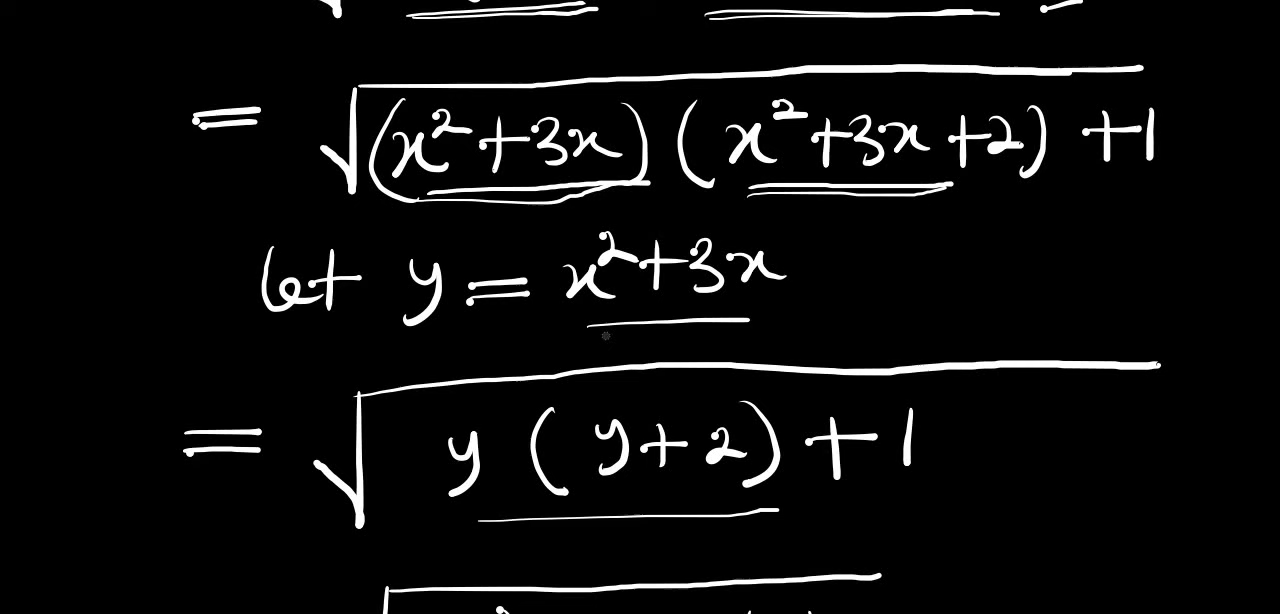 = √(x²+3x) (x²+3x+2) +1
let y = x²+3x
= √y (y+2) +1